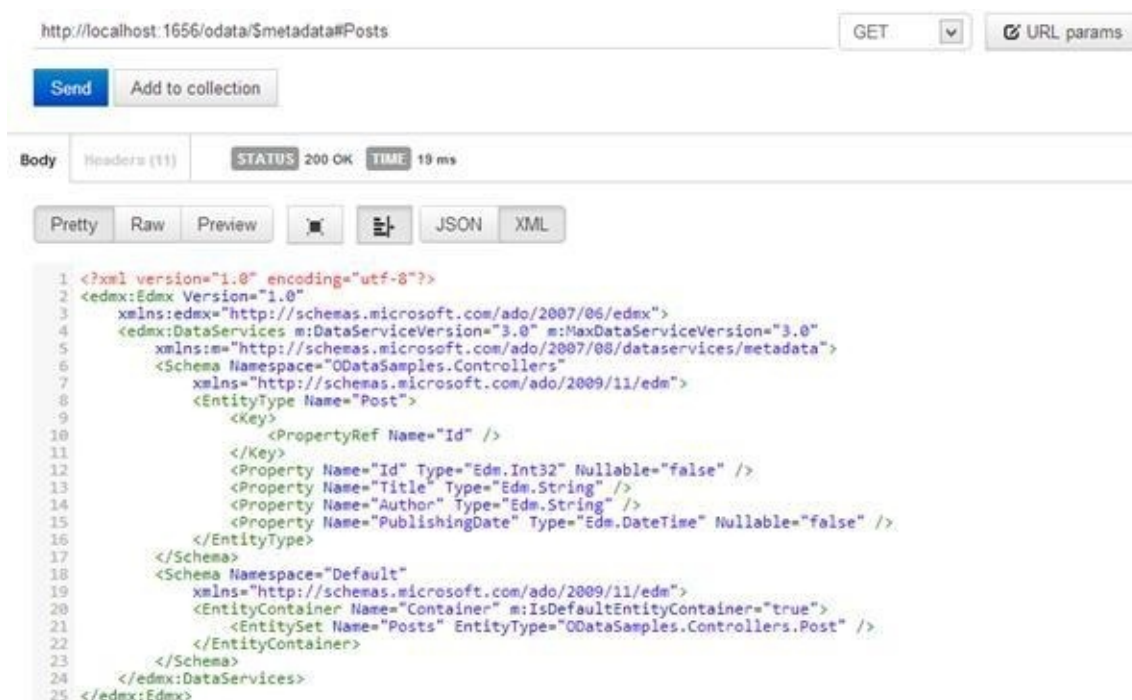 http://localhost:1656/odata/$metadata#Posts GET URL params
Send Add to collection
Body Headers (11) STATUS 200 OK TIME 19 ms
Pretty Raw Preview JSON XML
1 <?xml version="1.0" encoding="utf-8"?>
2 <edmx:Edmx Version="1.0"
3 xmlns:edmx="http://schemas.microsoft.com/ado/2007/06/edmx">
4 <edmx:DataServices m:DataServiceVersion="3.0" m:MaxDataServiceVersion="3.0"
5 xmlns:m="http://schemas.microsoft.com/ado/2007/08/dataservices/metadata">
6 <Schema Namespace="ODataSamples.Controllers"
7 xmlns="http://schemas.microsoft.com/ado/2009/11/edm">
8 <EntityType Name="Post">
9 <Key>
10 <PropertyRef Name="Id" />
11 </Key>
12 <Property Name="Id" Type="Edm.Int32" Nullable="false" />
13 <Property Name="Title" Type="Edm.String" />
14 <Property Name="Author" Type="Edm.String" />
15 <Property Name="PublishingDate" Type="Edm.DateTime" Nullable="false" />
16 </EntityType>
17 </Schema>
18 <Schema Namespace="Default"
19 xmlns="http://schemas.microsoft.com/ado/2009/11/edm">
20 <EntityContainer Name="Container" m:IsDefaultEntityContainer="true">
21 <EntitySet Name="Posts" EntityType="ODataSamples.Controllers.Post" />
22 </EntityContainer>
23 </Schema>
24 </edmx:DataServices>
25 </edmx:Edmx>